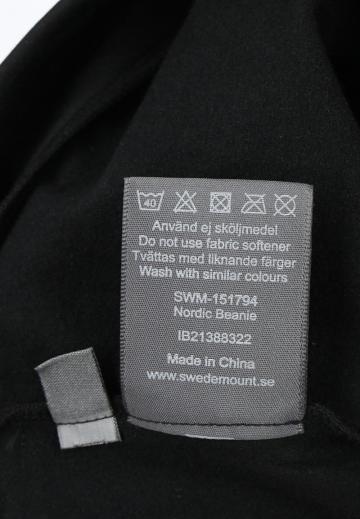 40
Använd ej sköljmedel
Do not use fabric softener
Tvättas med liknande färger
Wash with similar colours
SWM-151794
Nordic Beanie
IB21388322
Made in China
www.swedemount.se